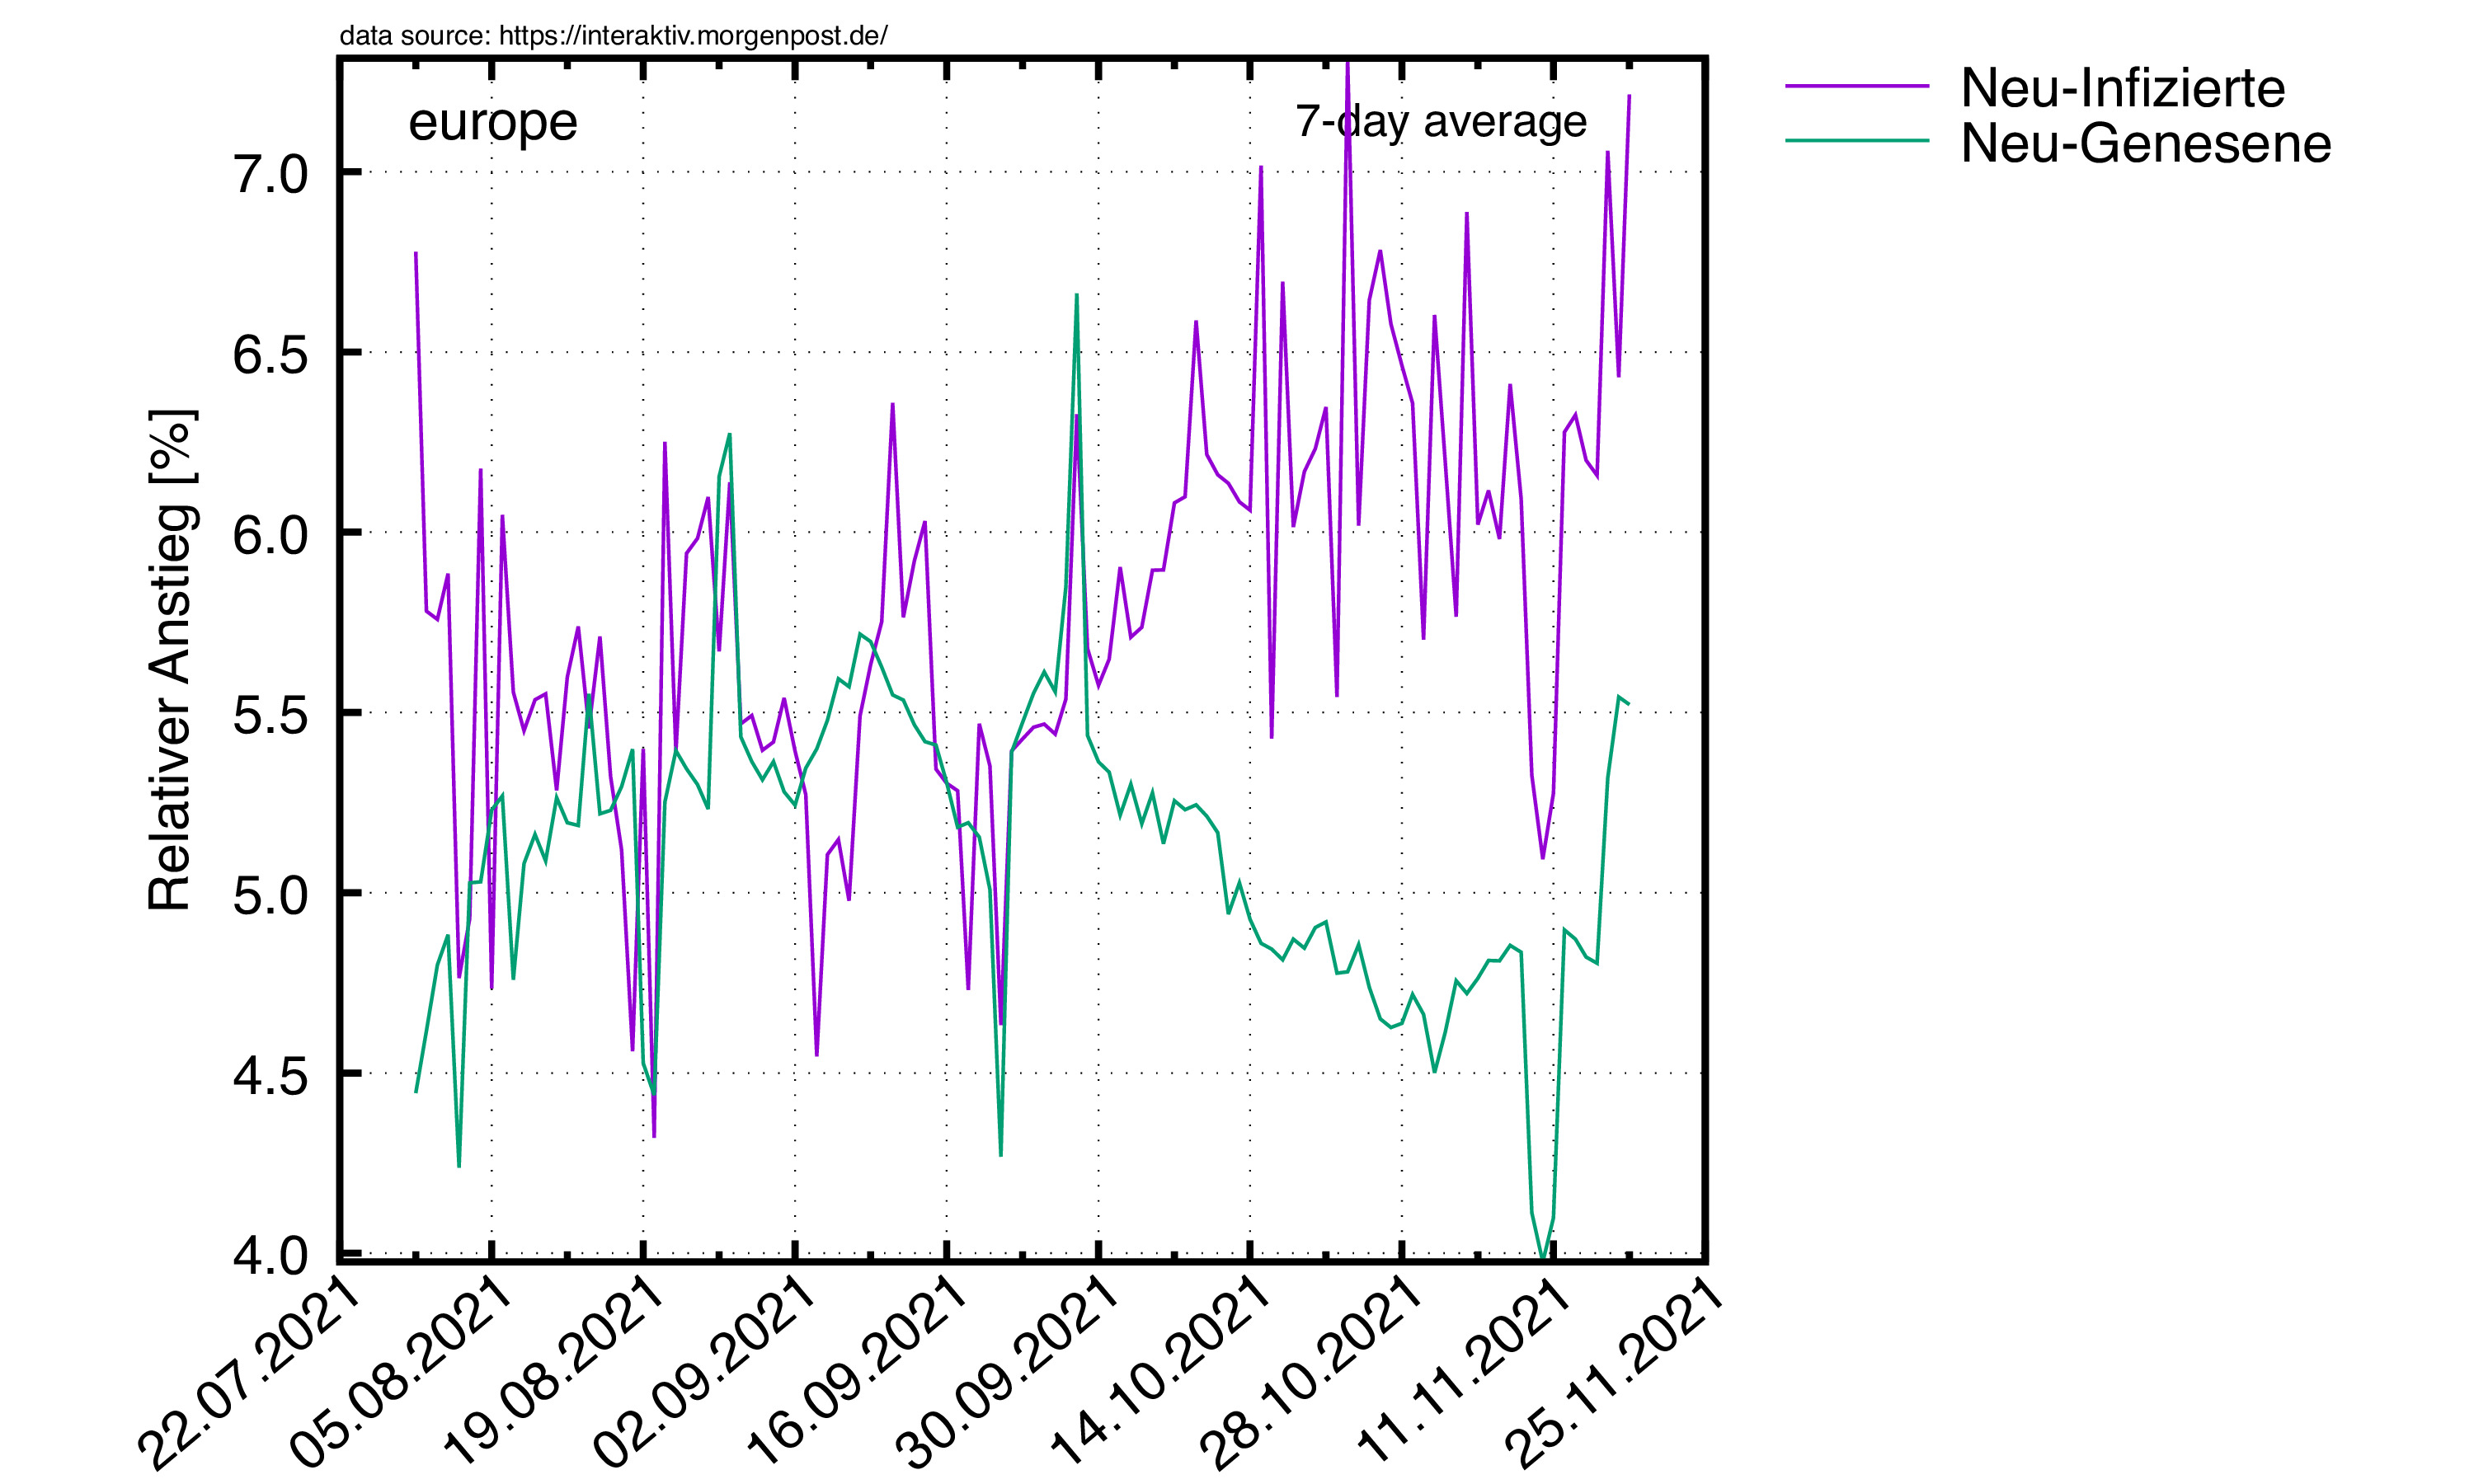 data source: https://interaktiv.morgenpost.de/
europe
7-day average
Neu-Infizierte
Neu-Genesene
Relativer Anstieg [%]
7.0
6.5
6.0
5.5
5.0
4.5
4.0
22.07.2021
05.08.2021
19.08.2021
02.09.2021
16.09.2021
30.09.2021
14.10.2021
28.10.2021
11.11.2021
25.11.2021